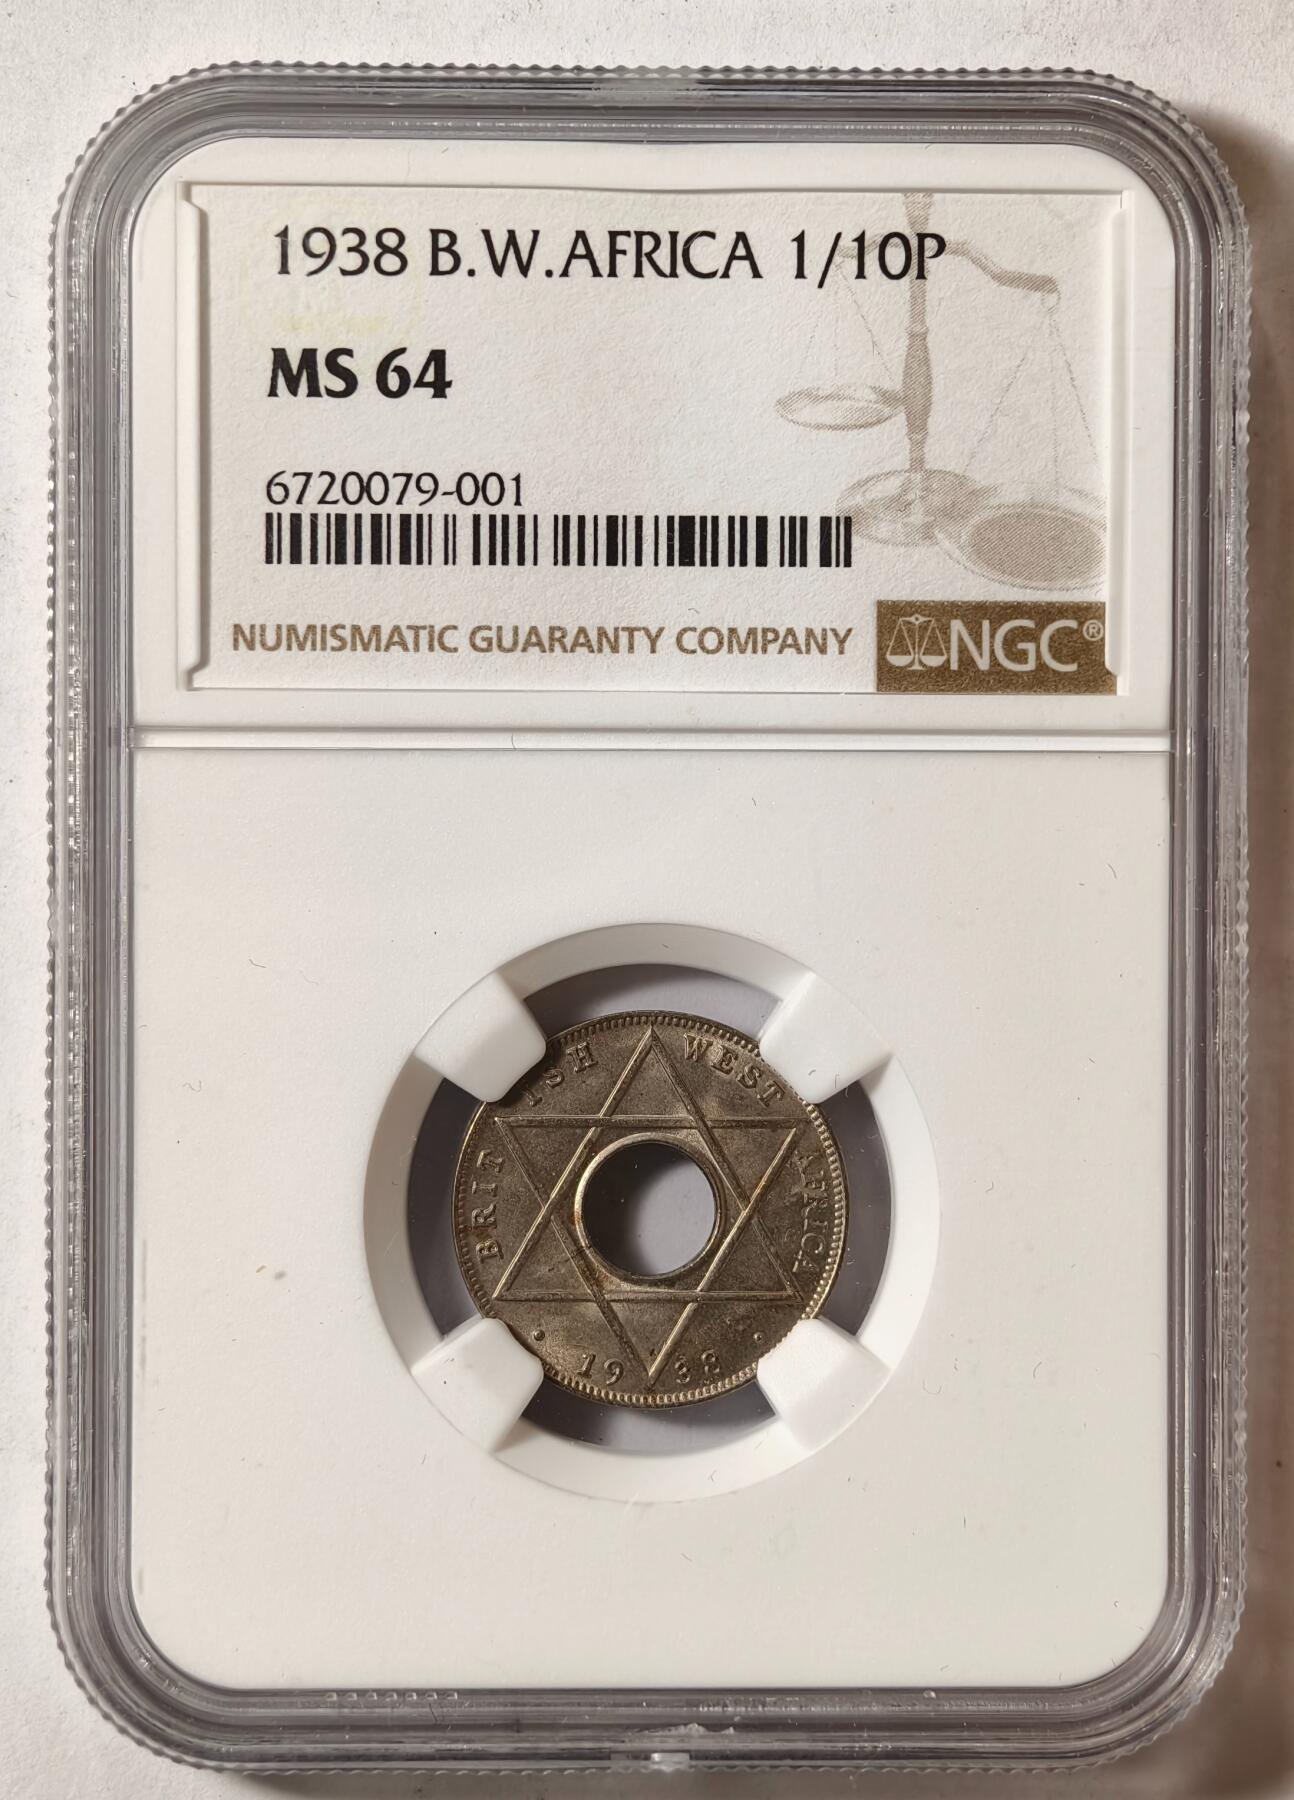 1938 B.W.AFRICA 1/10P
MS 64
6720079-001
NUMISMATIC GUARANTY COMPANY
NGC®
BRITISH WEST AFRICA
• 1938 •